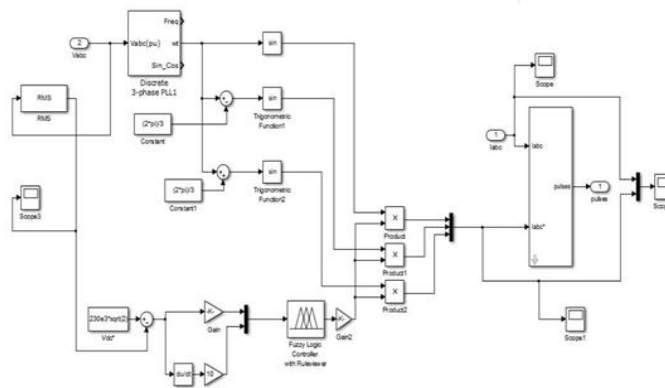 Freq
2
Vabc
Vabc(pu)
wt
Sin_Cos
Discrete
3-phase PLL1
sin
RMS
RMS
(2*pi)/3
Constant
sin
Trigonometric
Function1
(2*pi)/3
Constant1
sin
Trigonometric
Function2
Scope3
Scope
1
Iabc
Iabc
pulses
1
pulses
Iabc*
X
Product
X
Product1
X
Product2
Scope1
230e3*sqrt(2)
Vdc*
Gain
du/dt
10
Fuzzy Logic
Controller
with Ruleviewer
Gain2